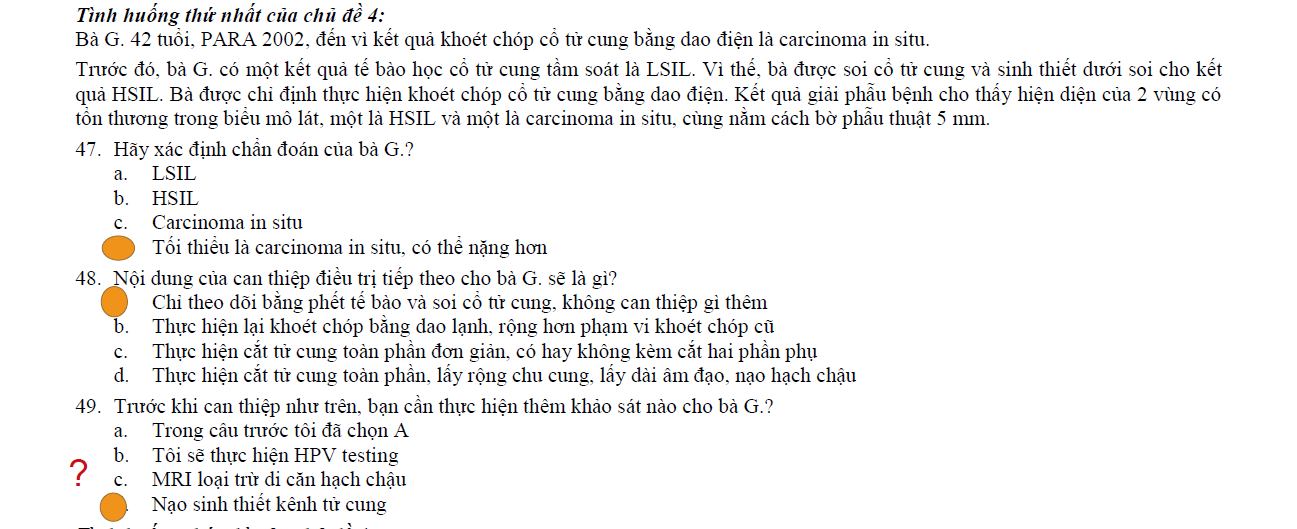 Tình huống thứ nhất của chủ đề 4:
Bà G. 42 tuổi, PARA 2002, đến vì kết quả khoét chóp cổ tử cung bằng dao điện là carcinoma in situ.
Trước đó, bà G. có một kết quả tế bào học cổ tử cung tầm soát là LSIL. Vì thế, bà được soi cổ tử cung và sinh thiết dưới soi cho kết
quả HSIL. Bà được chỉ định thực hiện khoét chóp cổ tử cung bằng dao điện. Kết quả giải phẫu bệnh cho thấy hiện diện của 2 vùng có
tổn thương trong biểu mô lát, một là HSIL và một là carcinoma in situ, cùng nằm cách bờ phẫu thuật 5 mm.
47. Hãy xác định chẩn đoán của bà G.?
a. LSIL
b. HSIL
c. Carcinoma in situ
Tối thiểu là carcinoma in situ, có thể nặng hơn
48. Nội dung của can thiệp điều trị tiếp theo cho bà G. sẽ là gì?
Chỉ theo dõi bằng phết tế bào và soi cổ tử cung, không can thiệp gì thêm
b. Thực hiện lại khoét chóp bằng dao lạnh, rộng hơn phạm vi khoét chóp cũ
c. Thực hiện cắt tử cung toàn phần đơn giản, có hay không kèm cắt hai phần phụ
d. Thực hiện cắt tử cung toàn phần, lấy rộng chu cung, lấy dài âm đạo, nạo hạch chậu
49. Trước khi can thiệp như trên, bạn cần thực hiện thêm khảo sát nào cho bà G.?
a. Trong câu trước tôi đã chọn A
b. Tôi sẽ thực hiện HPV testing
? c. MRI loại trừ di căn hạch chậu
Nạo sinh thiết kênh tử cung